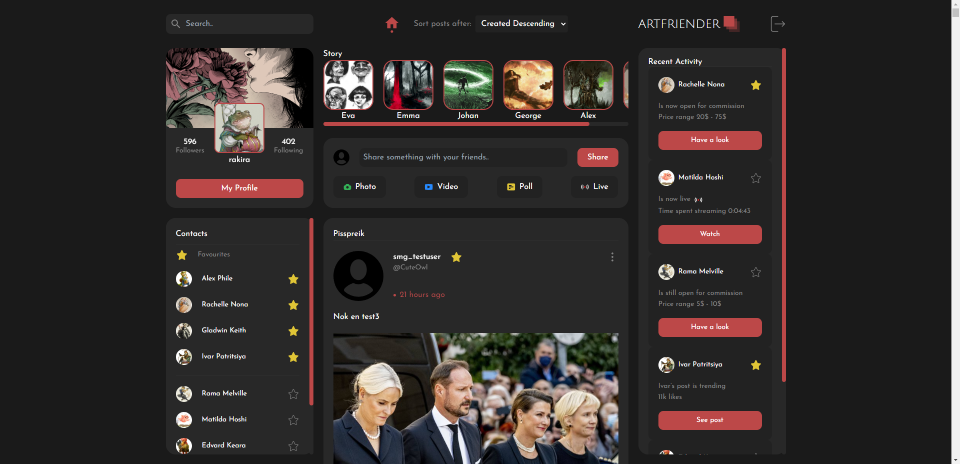 Search..
Sort posts after:
Created Descending
ARTFRIENDER
596
Followers
402
Following
rakira
My Profile
Contacts
Favourites
Alex Phile
Rachelle Nona
Gladwin Keith
Ivar Patritsiya
Rama Melville
Matilda Hoshi
Edvard Keara
Story
Eva
Emma
Johan
George
Alex
Share something with your friends..
Share
Photo
Video
Poll
Live
Pisspreik
smg_testuser
@CuteOwl
• 21 hours ago
Nok en test3
Recent Activity
Rachelle Nona
Is now open for commission
Price range 20$ - 75$
Have a look
Matilda Hoshi
Is now live
Time spent streaming 0:04:43
Watch
Rama Melville
Is still open for commission
Price range 5$ - 10$
Have a look
Ivar Patritsiya
Ivar's post is trending
11k likes
See post